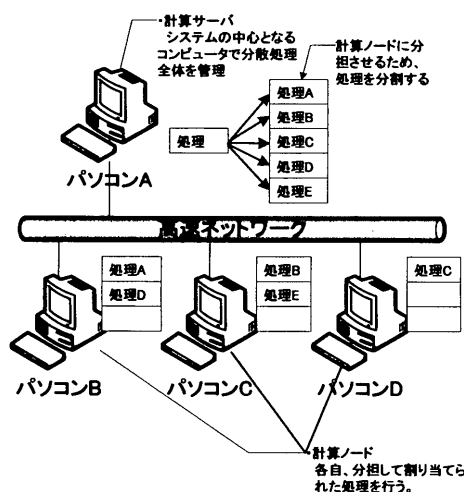 ・計算サーバ
システムの中心となる
コンピュータで分散処理
全体を管理
計算ノードに分
担させるため、
処理を分割する
処理
処理A
処理B
処理C
処理D
処理E
パソコンA
高速ネットワーク
処理A
処理D
処理B
処理E
処理C
パソコンB
パソコンC
パソコンD
・計算ノード
各自、分担して割り当てら
れた処理を行う。